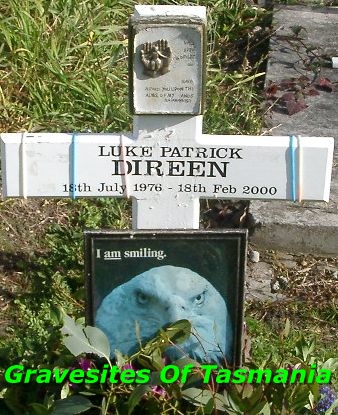 LUKE PATRICK
DIREEN
18th July 1976 - 18th Feb 2000
I am smiling.
Gravesites Of Tasmania